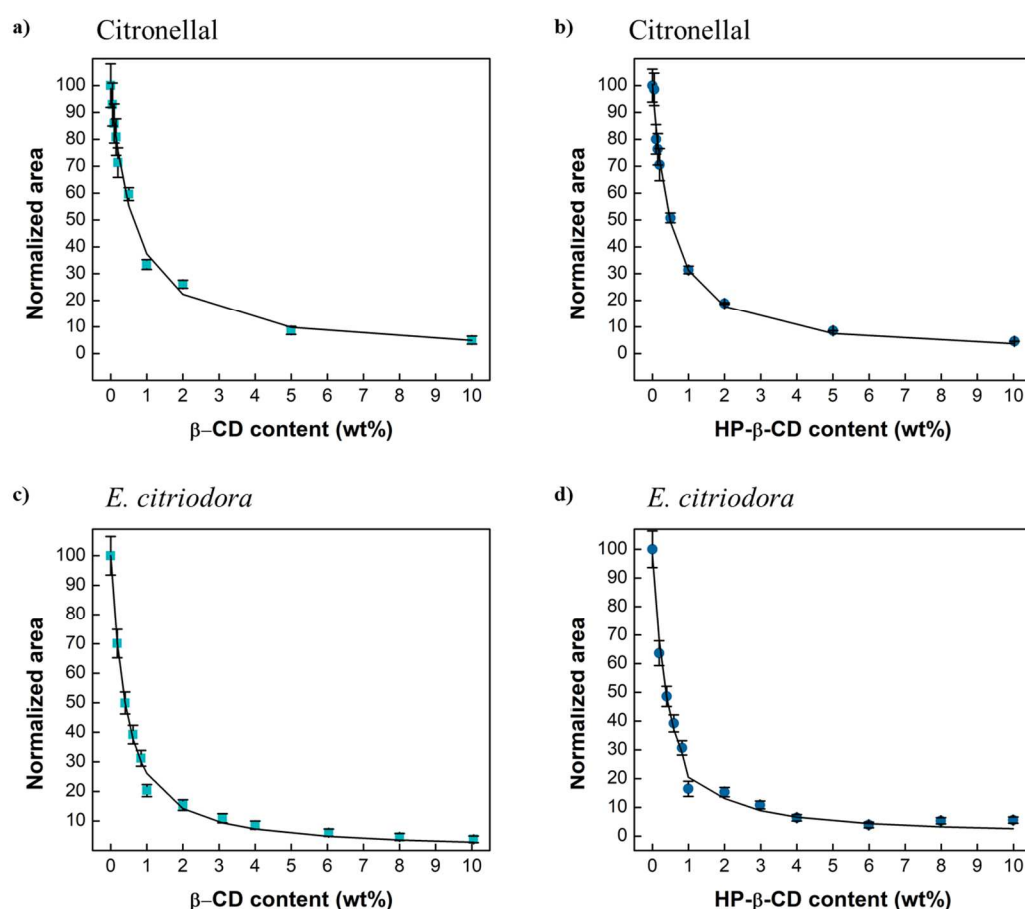 a) Citronellal
Normalized area
100
90
80
70
60
50
40
30
20
10
0
0 1 2 3 4 5 6 7 8 9 10
β–CD content (wt%)
b) Citronellal
Normalized area
100
90
80
70
60
50
40
30
20
10
0
0 1 2 3 4 5 6 7 8 9 10
HP-β-CD content (wt%)
c) E. citriodora
Normalized area
100
90
80
70
60
50
40
30
20
10
0 1 2 3 4 5 6 7 8 9 10
β–CD content (wt%)
d) E. citriodora
Normalized area
100
90
80
70
60
50
40
30
20
10
0
0 1 2 3 4 5 6 7 8 9 10
HP-β-CD content (wt%)